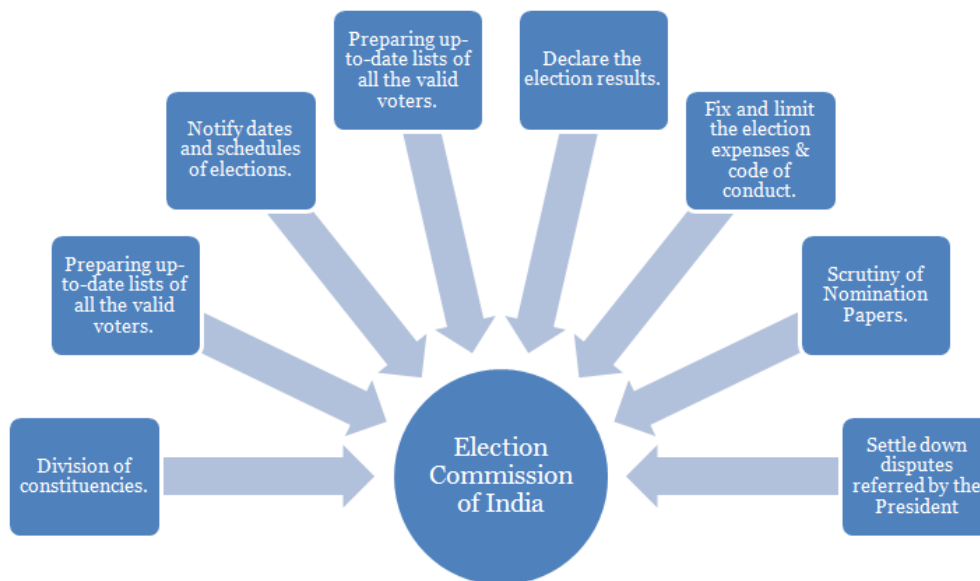 Division of
constituencies.
Preparing up-
to-date lists of
all the valid
voters.
Notify dates
and schedules
of elections.
Preparing up-
to-date lists of
all the valid
voters.
Declare the
election results.
Fix and limit
the election
expenses &
code of
conduct.
Scrutiny of
Nomination
Papers.
Settle down
disputes
referred by the
President
Election
Commission
of India